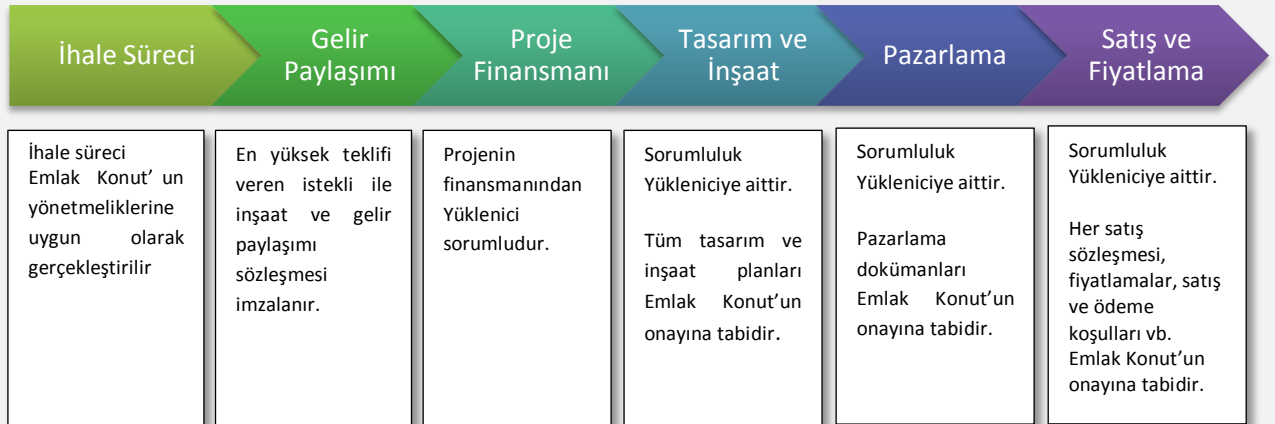 İhale Süreci
Gelir
Paylaşımı
Proje
Finansmanı
Tasarım ve
İnşaat
Pazarlama
Satış ve
Fiyatlama
İhale süreci
Emlak Konut’ un
yönetmeliklerine
uygun olarak
gerçekleştirilir
En yüksek teklifi
veren istekli ile
inşaat ve gelir
paylaşımı
sözleşmesi
imzalanır.
Projenin
finansmanından
Yüklenici
sorumludur.
Sorumluluk
Yükleniciye aittir.
Tüm tasarım ve
inşaat planları
Emlak Konut’un
onayına tabidir.
Sorumluluk
Yükleniciye aittir.
Pazarlama
dokümanları
Emlak Konut’un
onayına tabidir.
Sorumluluk
Yükleniciye aittir.
Her satış
sözleşmesi,
fiyatlamalar, satış
ve ödeme
koşulları vb.
Emlak Konut’un
onayına tabidir.